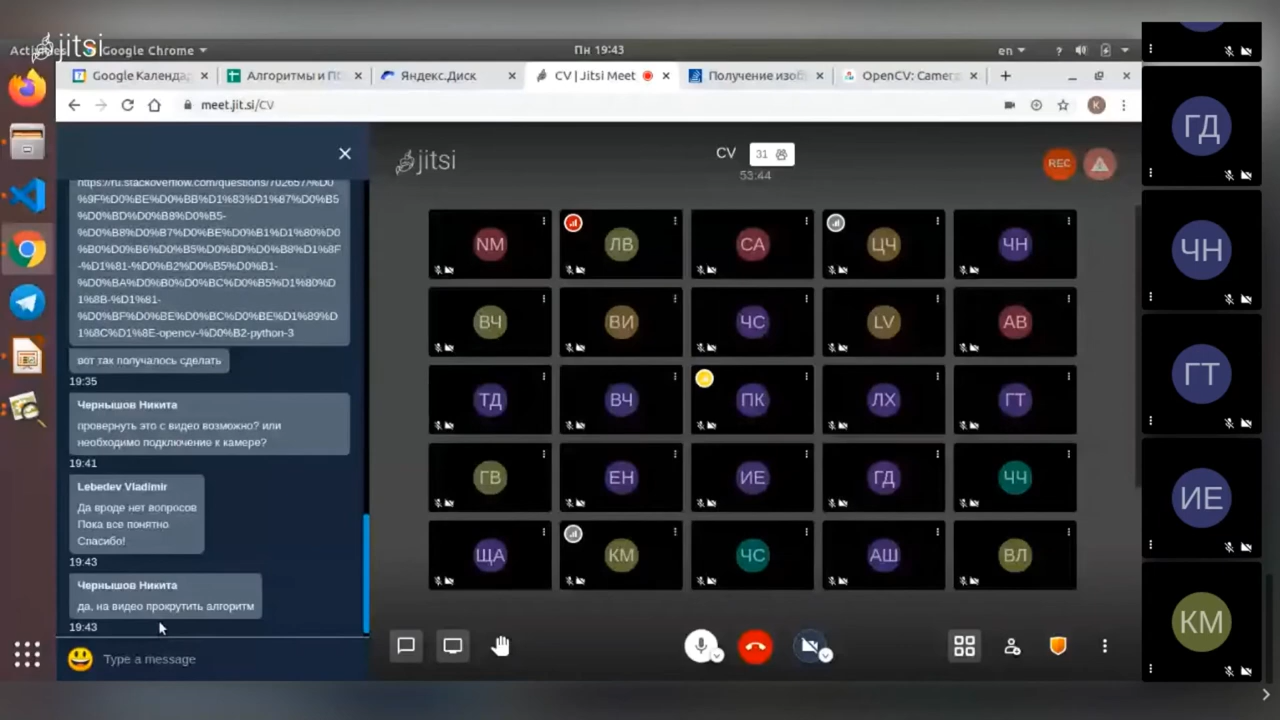 jitsi
Google Chrome
Пн 19:43
en
Google Календа
Алгоритмы и П
Яндекс.Диск
CV | Jitsi Meet
Получение изоб
OpenCV: Camera
meet.jit.si/CV
K
jitsi
CV
31
53:44
REC
https://ru.stackoverflow.com/questions/702657/%D0
%9F%D0%BE%D0%BB%D1%83%D1%87%D0%B5
%D0%BD%D0%B8%D0%B5-
%D0%B8%D0%B7%D0%BE%D0%B1%D1%80%D0
%B0%D0%B6%D0%B5%D0%BD%D0%B8%D1%8F
-%D1%81-%D0%B2%D0%B5%D0%B1-
%D0%BA%D0%B0%D0%BC%D0%B5%D1%80%D
1%8B-%D1%81-
%D0%BF%D0%BE%D0%BC%D0%BE%D1%89%D
1%8C%D1%8E-opencv-%D0%B2-python-3
вот так получалось сделать
19:35
Чернышов Никита
провернуть это с видео возможно? или
необходимо подключение к камере?
19:41
Lebedev Vladimir
Да вроде нет вопросов
Пока все понятно
Спасибо!
19:43
Чернышов Никита
да, на видео прокрутить алгоритм
19:43
Type a message
NM ЛВ СА ЦЧ ЧН
ВЧ ВИ ЧС LV АВ
ТД ВЧ ПК ЛХ ГТ
ГВ ЕН ИЕ ГД ЧЧ
ЩА КМ ЧС АШ ВЛ
ГД
ЧН
ГТ
ИЕ
КМ